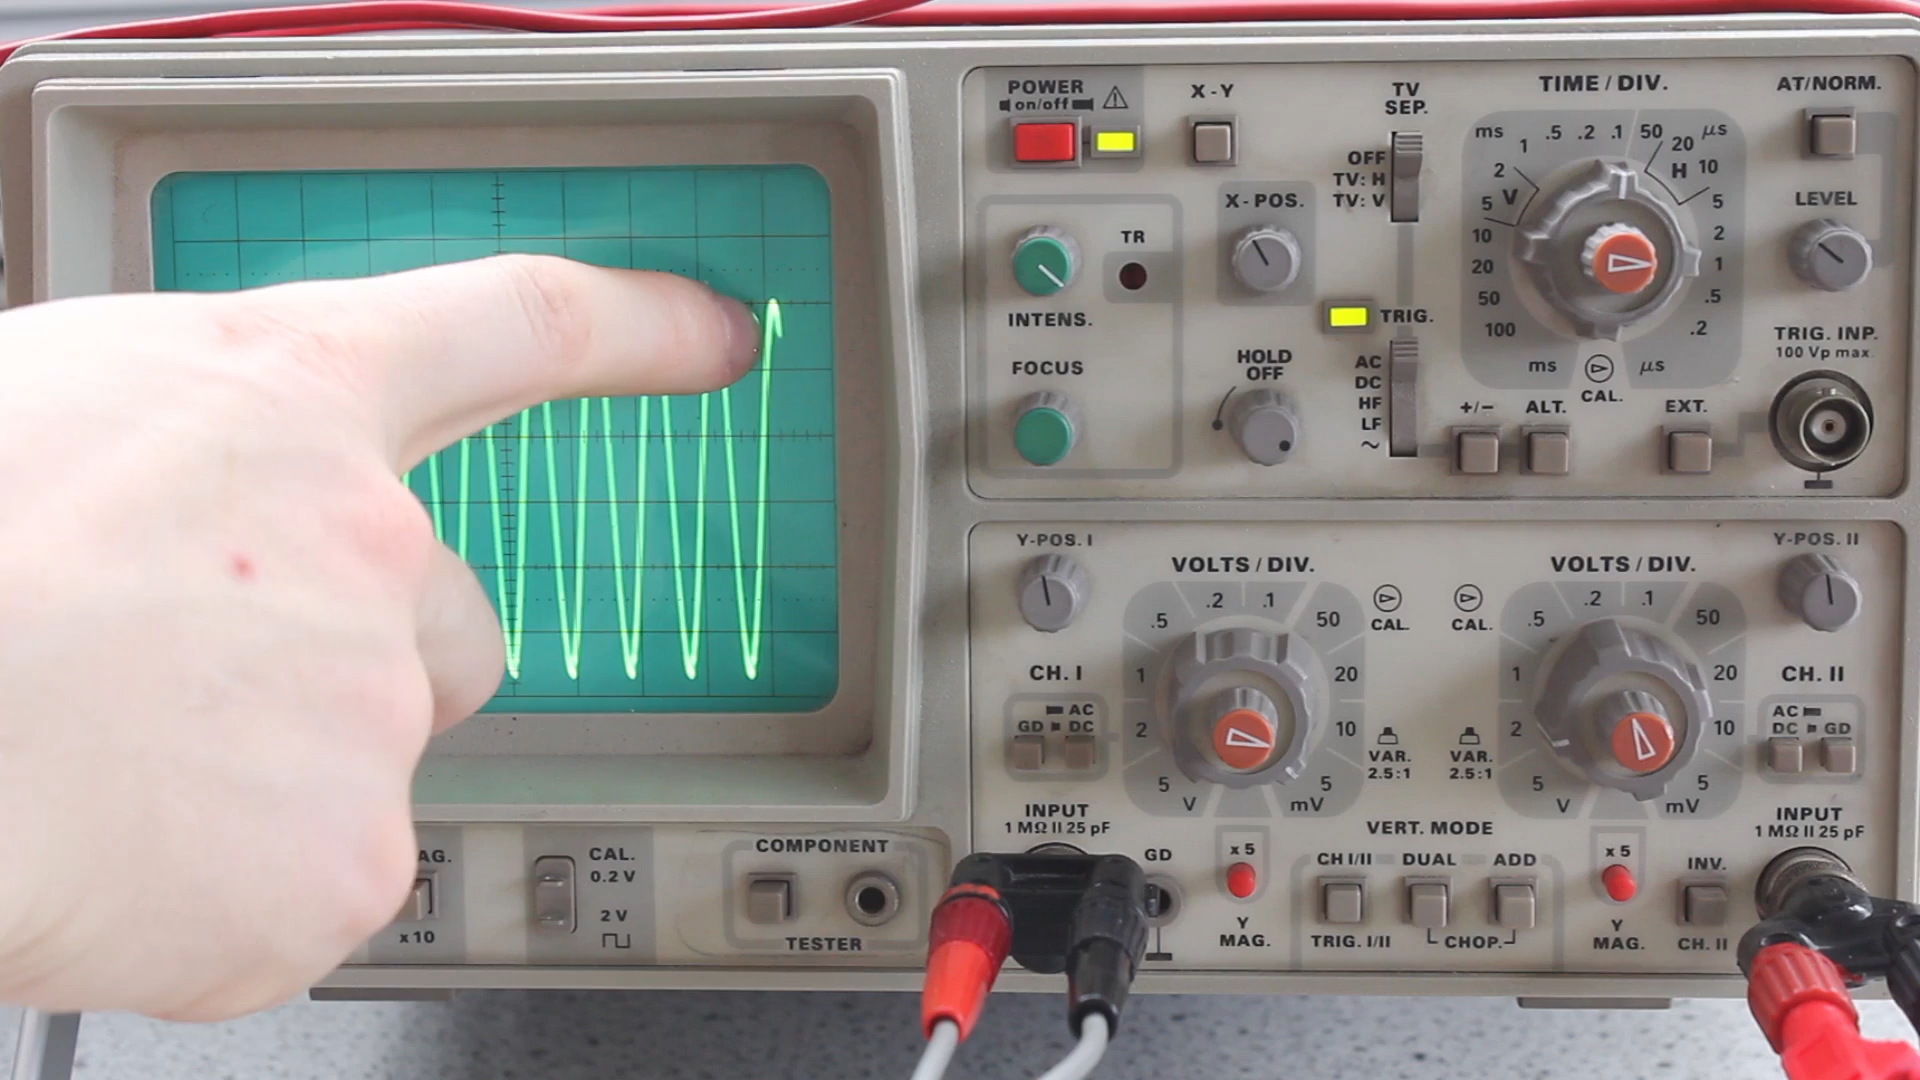 POWER
on/off
X-Y
TV
SEP.
OFF
TV: H
TV: V
TIME / DIV.
ms 1 .5 .2 .1 50 20 µs
2 V H 10
5 5
10 2
20 1
50 .5
100 .2
ms µs
CAL.
AT/NORM.
LEVEL
TRIG. INP.
100 Vp max.
X-POS.
TR
INTENS.
FOCUS
HOLD
OFF
TRIG.
AC
DC
HF
LF
~
+/−
ALT.
EXT.
Y-POS. I
VOLTS / DIV.
.5 .2 .1 50
1 20
2 10
5 V mV 5
CAL.
VAR.
2.5:1
CH. I
AC
GD DC
INPUT
1 MΩ II 25 pF
GD
x 5
Y
MAG.
VERT. MODE
CH I/II DUAL ADD
TRIG. I/II CHOP.
CAL.
VAR.
2.5:1
VOLTS / DIV.
.5 .2 .1 50
1 20
2 10
5 V mV 5
Y-POS. II
CH. II
AC
DC GD
INPUT
1 MΩ II 25 pF
x 5
Y
MAG.
INV.
CH. II
AG.
x10
CAL.
0.2 V
2 V
COMPONENT
TESTER